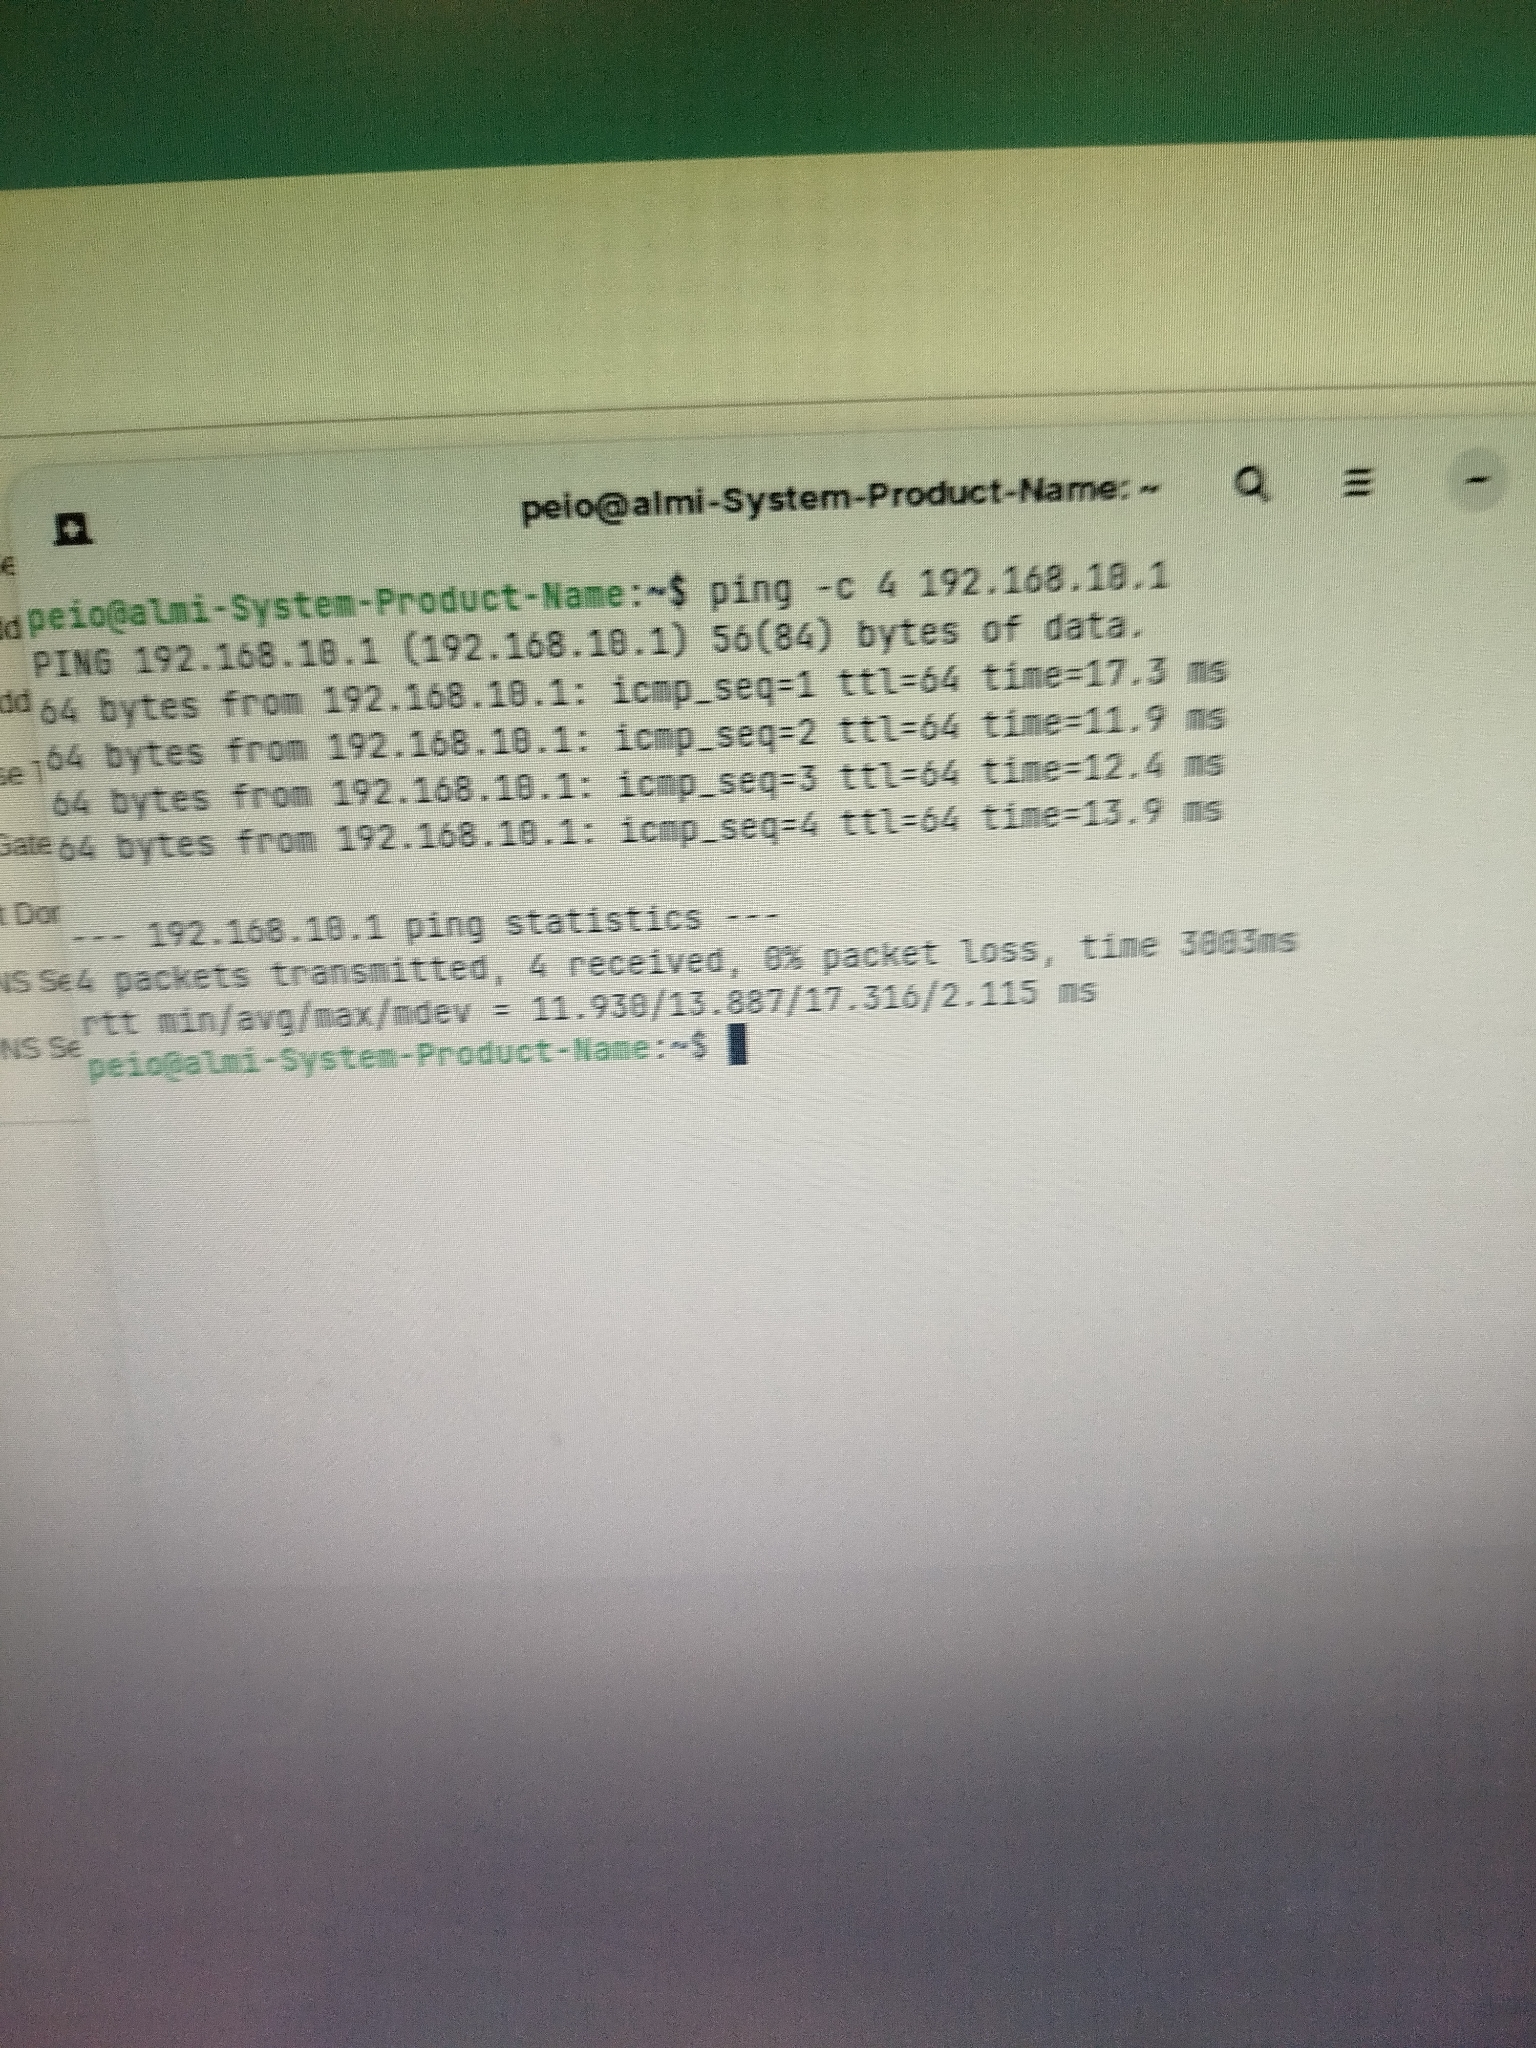 peio@almi-System-Product-Name: ~
peio@almi-System-Product-Name:~$ ping -c 4 192.168.10.1
PING 192.168.10.1 (192.168.10.1) 56(84) bytes of data.
64 bytes from 192.168.10.1: icmp_seq=1 ttl=64 time=17.3 ms
64 bytes from 192.168.10.1: icmp_seq=2 ttl=64 time=11.9 ms
64 bytes from 192.168.10.1: icmp_seq=3 ttl=64 time=12.4 ms
64 bytes from 192.168.10.1: icmp_seq=4 ttl=64 time=13.9 ms
--- 192.168.10.1 ping statistics ---
4 packets transmitted, 4 received, 0% packet loss, time 3003ms
rtt min/avg/max/mdev = 11.930/13.887/17.316/2.115 ms
peio@almi-System-Product-Name:~$